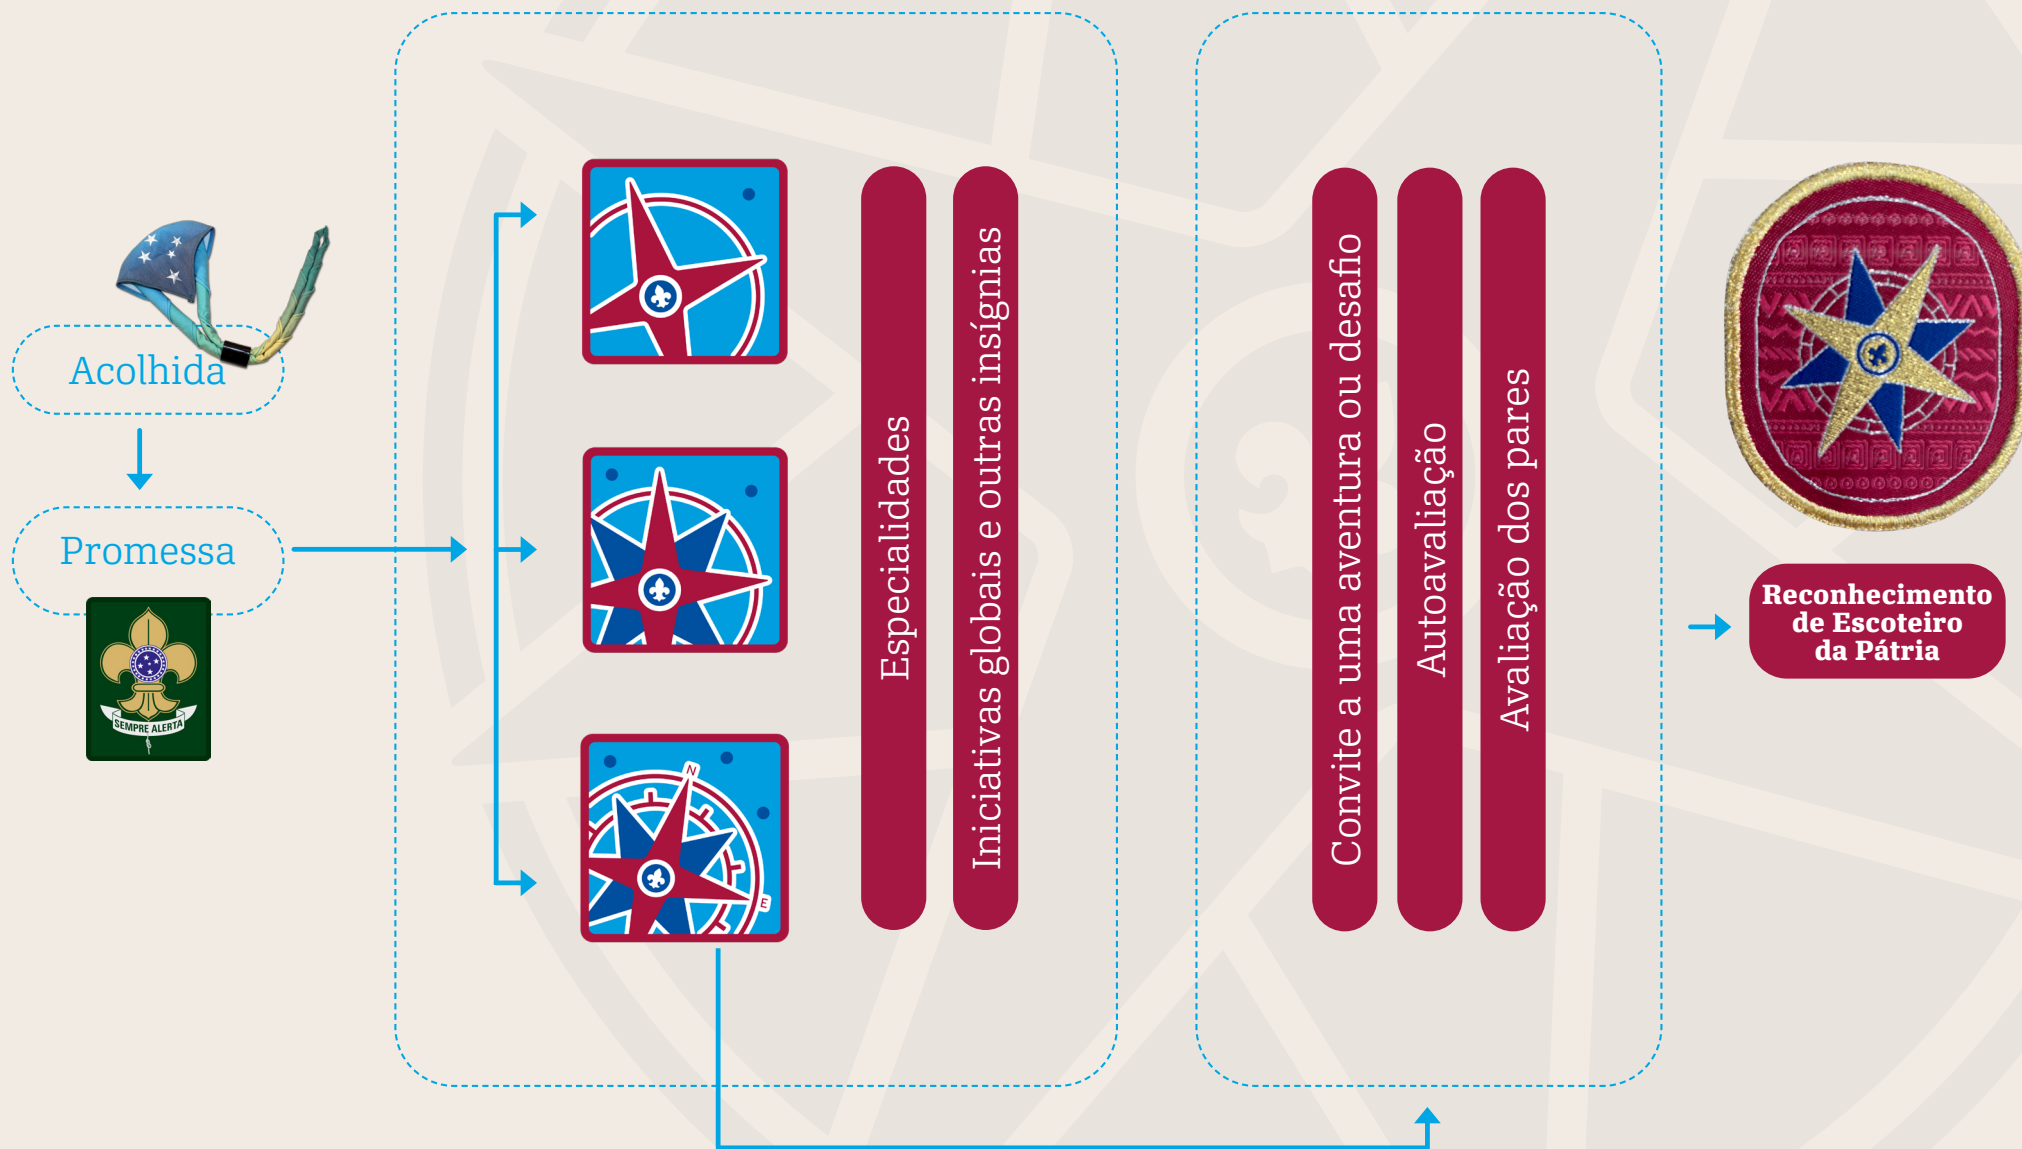 Acolhida
Promessa
SEMPRE ALERTA
N
E
Especialidades
Iniciativas globais e outras insígnias
Convite a uma aventura ou desafio
Autoavaliação
Avaliação dos pares
Reconhecimento
de Escoteiro
da Pátria